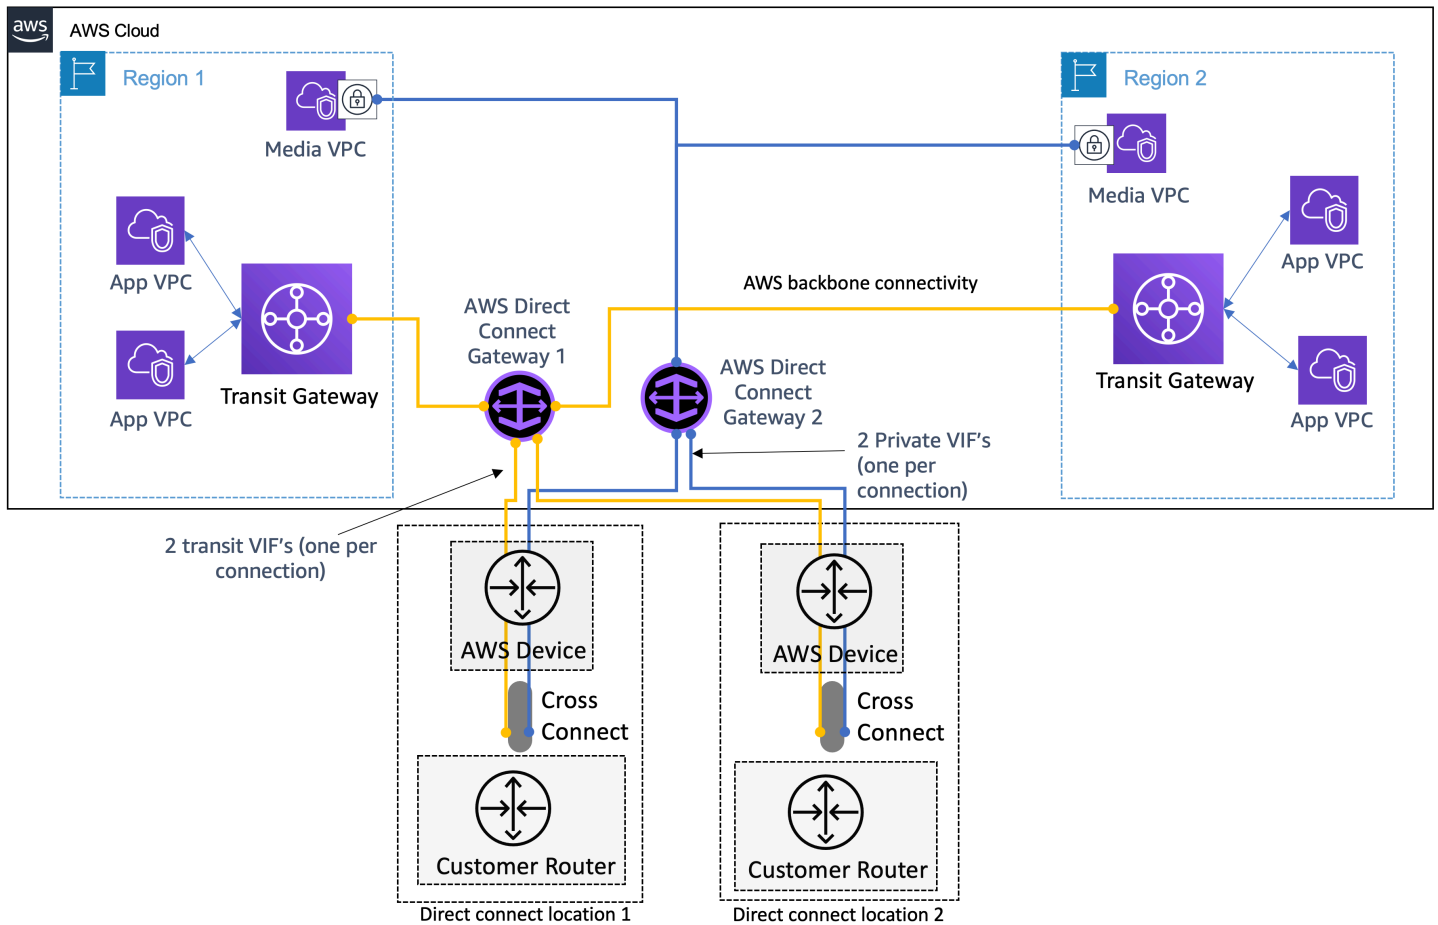 aws
AWS Cloud
Region 1
Media VPC
App VPC
App VPC
Transit Gateway
AWS Direct
Connect
Gateway 1
AWS backbone connectivity
AWS Direct
Connect
Gateway 2
Region 2
Media VPC
App VPC
App VPC
Transit Gateway
2 Private VIF's
(one per
connection)
2 transit VIF's (one per
connection)
AWS Device
Cross
Connect
Customer Router
Direct connect location 1
AWS Device
Cross
Connect
Customer Router
Direct connect location 2